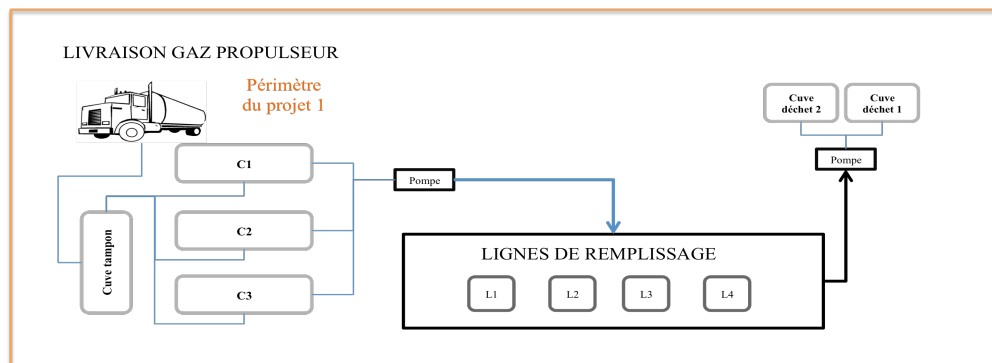 LIVRAISON GAZ PROPULSEUR
Périmètre
du projet 1
Cuve
déchet 2
Cuve
déchet 1
C1
Pompe
Pompe
Cuve tampon
C2
LIGNES DE REMPLISSAGE
C3
L1
L2
L3
L4